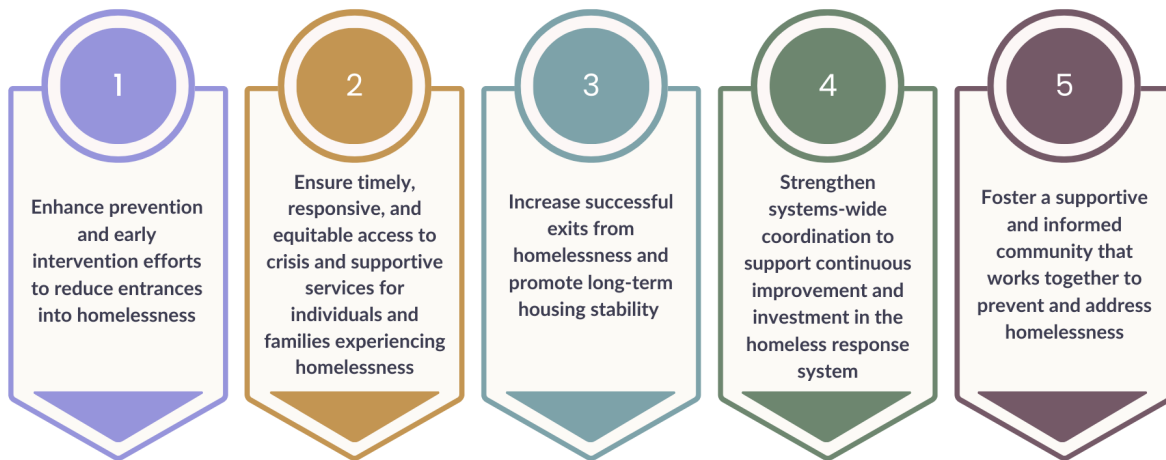 1
Enhance prevention
and early
intervention efforts
to reduce entrances
into homelessness
2
Ensure timely,
responsive, and
equitable access to
crisis and supportive
services for
individuals and
families experiencing
homelessness
3
Increase successful
exits from
homelessness and
promote long-term
housing stability
4
Strengthen
systems-wide
coordination to
support continuous
improvement and
investment in the
homeless response
system
5
Foster a supportive
and informed
community that
works together to
prevent and address
homelessness